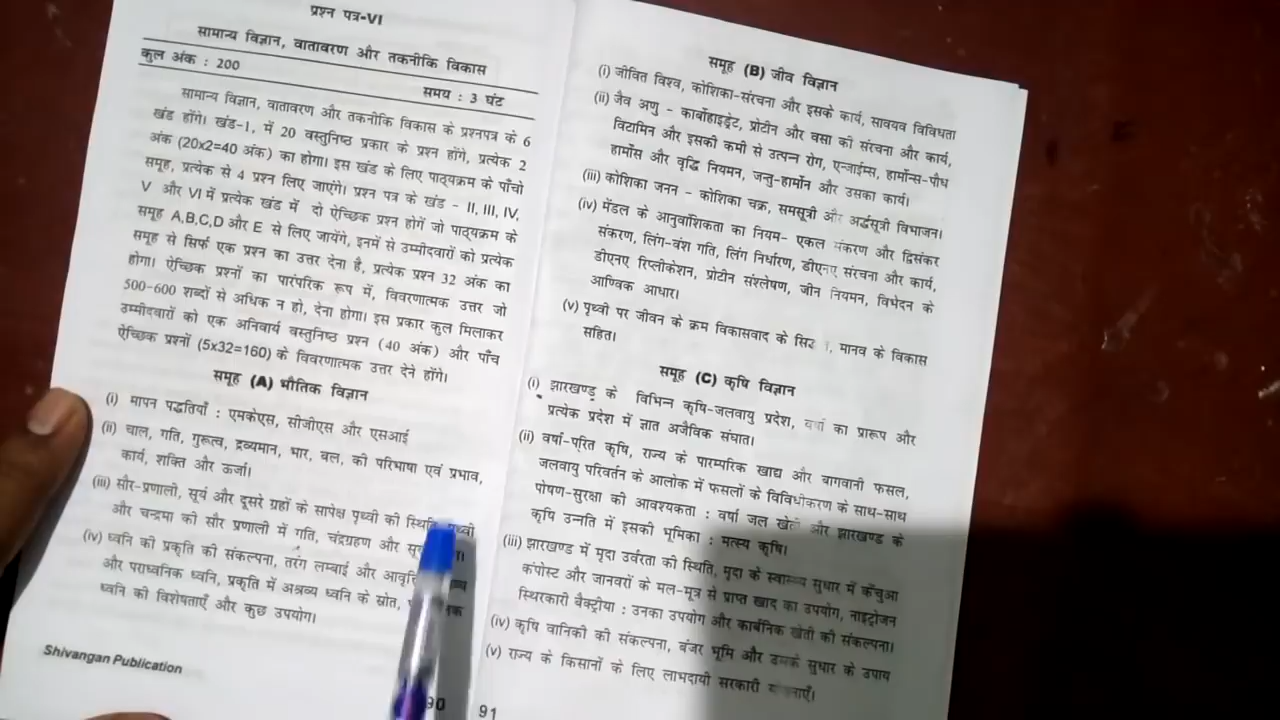 प्रश्न पत्र-VI
सामान्य विज्ञान, वातावरण और तकनीकि विकास
कुल अंक : 200
समय : 3 घंट
सामान्य विज्ञान, वातावरण और तकनीकि विकास के प्रश्नपत्र के 6
खंड होंगे। खंड-1, में 20 वस्तुनिष्ठ प्रकार के प्रश्न होंगे, प्रत्येक 2
अंक (20x2=40 अंक) का होगा। इस खंड के लिए पाठ्यक्रम के पाँचों
समूह, प्रत्येक से 4 प्रश्न लिए जाएंगे। प्रश्न पत्र के खंड - II, III, IV,
V और VI में प्रत्येक खंड में दो ऐच्छिक प्रश्न होगें जो पाठ्यक्रम के
समूह A,B,C,D और E से लिए जायेंगे, इनमें से उम्मीदवारों को प्रत्येक
समूह से सिर्फ एक प्रश्न का उत्तर देना है, प्रत्येक प्रश्न 32 अंक का
होगा। ऐच्छिक प्रश्नों का पारंपरिक रूप में, विवरणात्मक उत्तर जो
500-600 शब्दों से अधिक न हो, देना होगा। इस प्रकार कुल मिलाकर
उम्मीदवारों को एक अनिवार्य वस्तुनिष्ठ प्रश्न (40 अंक) और पाँच
ऐच्छिक प्रश्नों (5x32=160) के विवरणात्मक उत्तर देने होंगे।
समूह (A) भौतिक विज्ञान
(i) मापन पद्धतियाँ : एमकेएस, सीजीएस और एसआई
(ii) चाल, गति, गुरूत्व, द्रव्यमान, भार, बल, की परिभाषा एवं प्रभाव,
कार्य, शक्ति और ऊर्जा।
(iii) सौर-प्रणाली, सूर्य और दूसरे ग्रहों के सापेक्ष पृथ्वी की
और चन्द्रमा की सौर प्रणाली में गति, चंद्रग्रहण और
(iv) ध्वनि की प्रकृति की संकल्पना, तरंग लम्बाई और
और पराध्वनिक ध्वनि, प्रकृति में अश्रव्य ध्वनि के स्रोत,
ध्वनि की विशेषताएँ और कुछ उपयोग।
Shivangan Publication
समूह (B) जीव विज्ञान
(i) जीवित विश्व, कोशिका-संरचना और इसके कार्य, सावयव विविधता
(ii) जैव अणु - कार्बोहाइड्रेट, प्रोटीन और वसा की संरचना और कार्य,
विटामिन और इसकी कमी से उत्पन्न रोग, एन्जाईम्स, हार्मोन्स-पौध
हार्मोंस और वृद्धि नियमन, जन्तु-हार्मोन और उसका कार्य।
(iii) कोशिका जनन - कोशिका चक्र, समसूत्री और अर्द्धसूत्री विभाजन।
(iv) मेंडल के आनुवांशिकता का नियम- एकल संकरण और द्विसंकर
संकरण, लिंग-वंश गति, लिंग निर्धारण, डीएनए संरचना और कार्य,
डीएनए रिप्लीकेशन, प्रोटीन संश्लेषण, जीन नियमन, विभेदन के
आण्विक आधार।
(v) पृथ्वी पर जीवन के क्रम विकासवाद के मानव के विकास
सहित।
समूह (C) कृषि विज्ञान
(i) झारखण्ड के विभिन्न कृषि-जलवायु प्रदेश, वर्षा का प्रारूप और
प्रत्येक प्रदेश में ज्ञात अजैविक संघात।
(ii) वर्षा-प्रित कृषि, राज्य के पारम्परिक खाद्य और बागवानी फसल,
जलवायु परिवर्तन के आलोक में फसलों के विविधीकरण के साथ-साथ
पोषण-सुरक्षा की आवश्यकता : वर्षा जल खेती और झारखण्ड के
कृषि उन्नति में इसकी भूमिका : मत्स्य कृषि।
(iii) झारखण्ड में मृदा उर्वरता की स्थिति, मृदा के स्वास्थ्य सुधार में केंचुआ
कंपोस्ट और जानवरों के मल-मूत्र से प्राप्त खाद का उपयोग, नाइट्रोजन
स्थिरकारी बैक्ट्रीया : उनका उपयोग और कार्बनिक खेती की संकल्पना।
(iv) कृषि वानिकी की संकल्पना, बंजर भूमि और उसके सुधार के उपाय
(v) राज्य के किसानों के लिए लाभदायी सरकारी
91